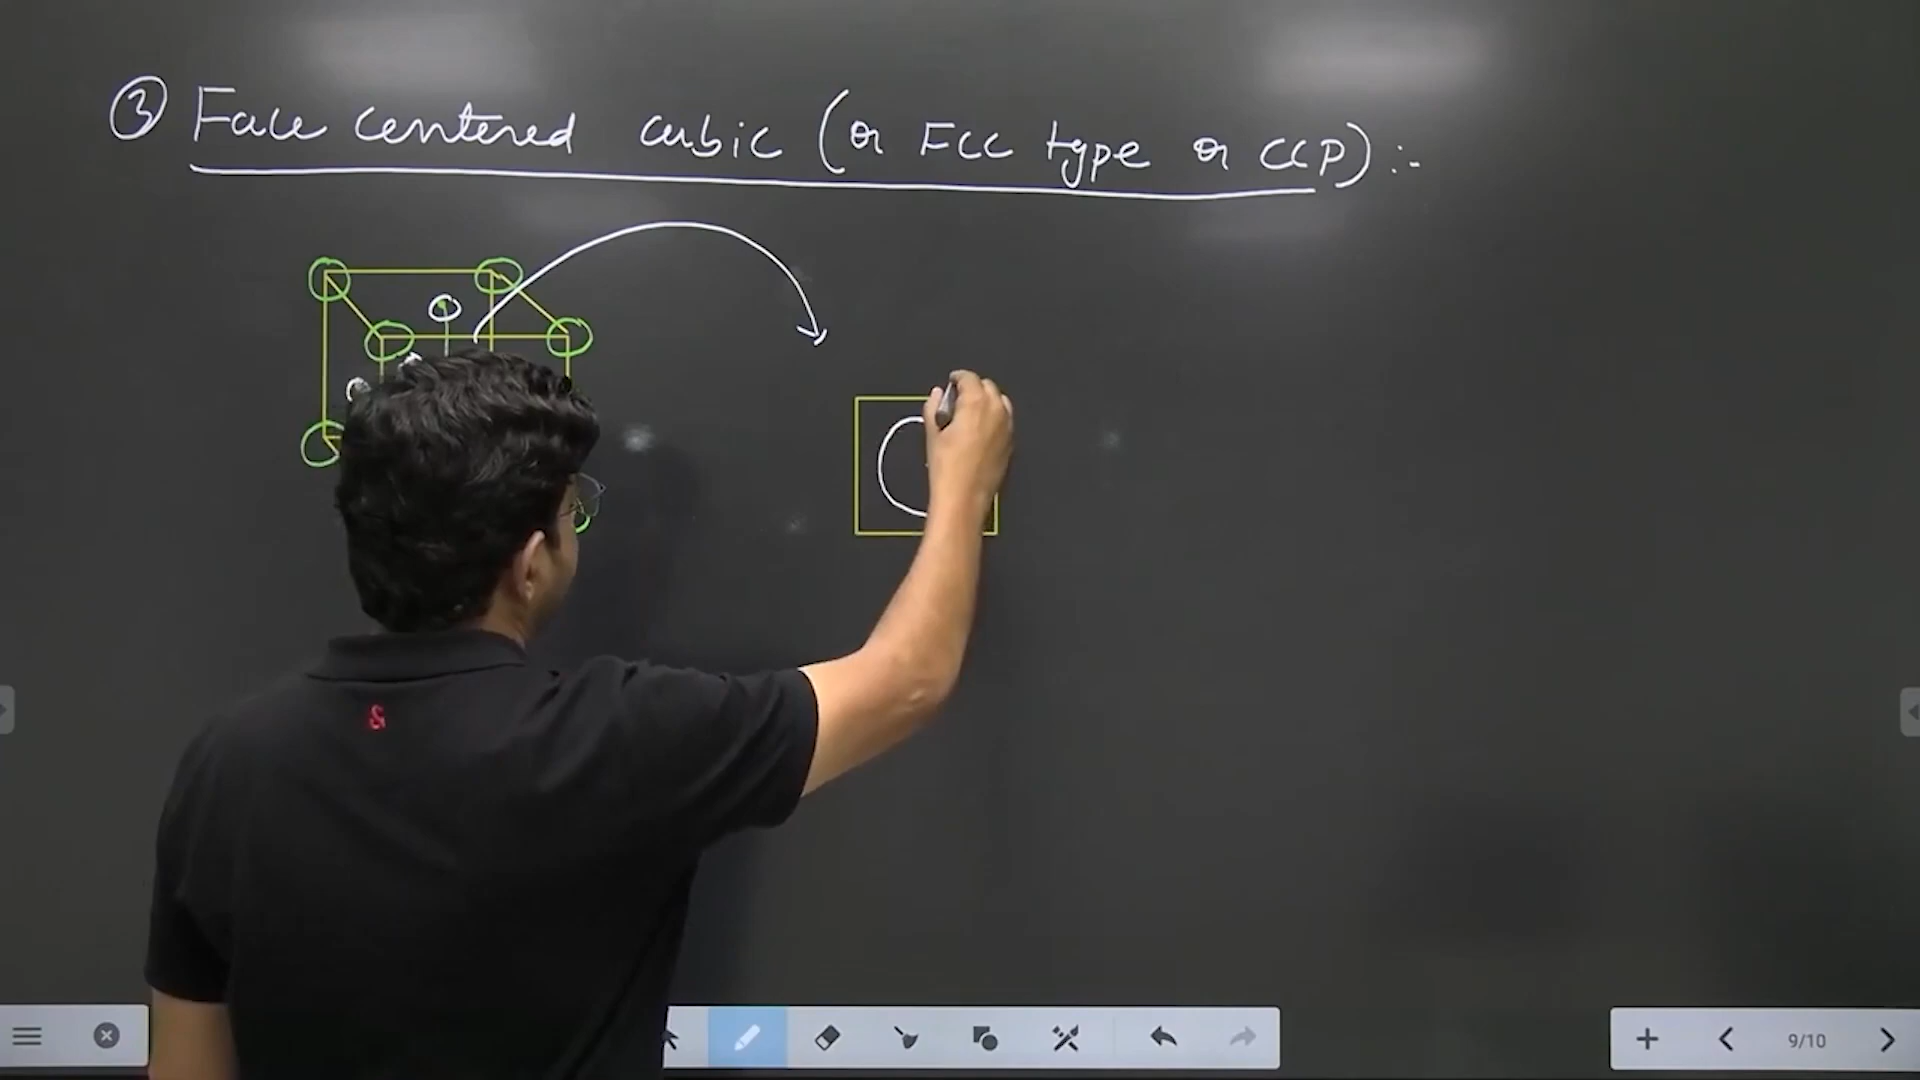 ③ Face centered cubic (or FCC type or CCP) :-
&
9/10